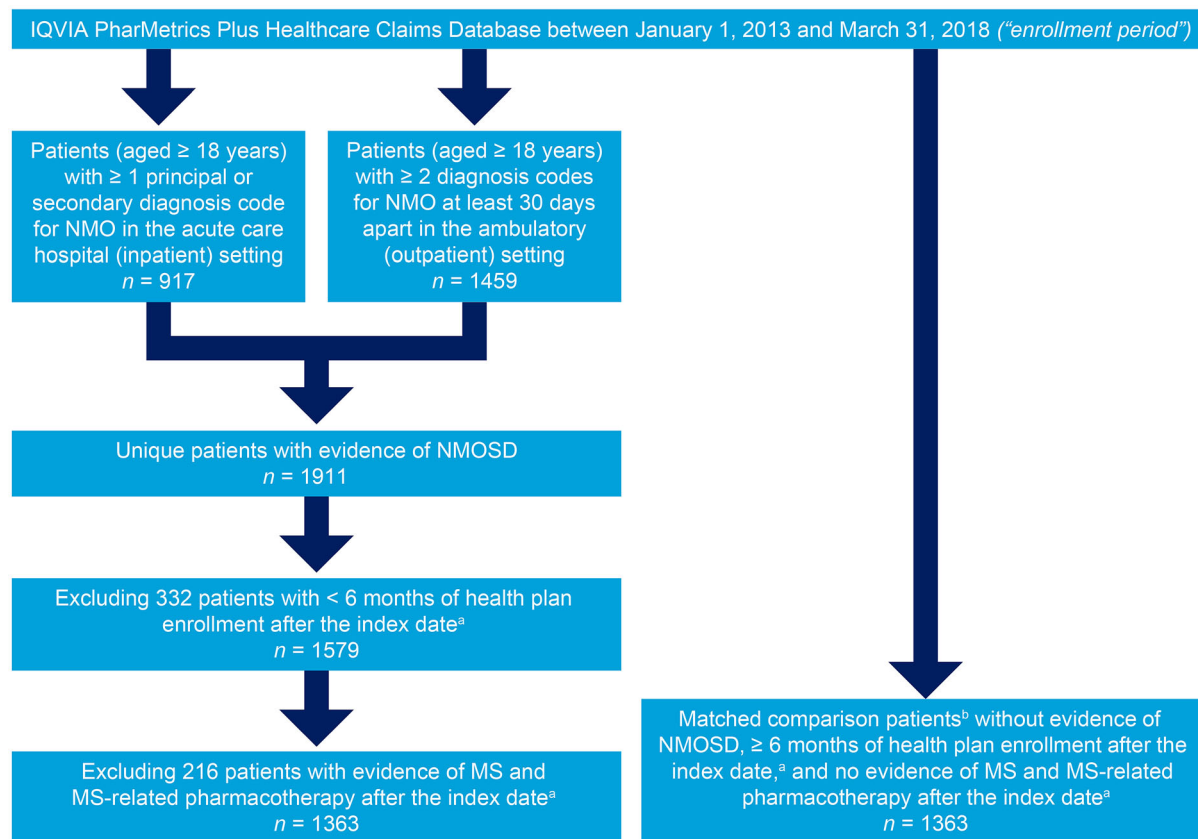 IQVIA PharMetrics Plus Healthcare Claims Database between January 1, 2013 and March 31, 2018 (“enrollment period”)
Patients (aged ≥ 18 years)
with ≥ 1 principal or
secondary diagnosis code
for NMO in the acute care
hospital (inpatient) setting
n = 917
Patients (aged ≥ 18 years)
with ≥ 2 diagnosis codes
for NMO at least 30 days
apart in the ambulatory
(outpatient) setting
n = 1459
Unique patients with evidence of NMOSD
n = 1911
Excluding 332 patients with < 6 months of health plan
enrollment after the index dateᵃ
n = 1579
Excluding 216 patients with evidence of MS and
MS-related pharmacotherapy after the index dateᵃ
n = 1363
Matched comparison patientsᵇ without evidence of
NMOSD, ≥ 6 months of health plan enrollment after the
index date,ᵃ and no evidence of MS and MS-related
pharmacotherapy after the index dateᵃ
n = 1363